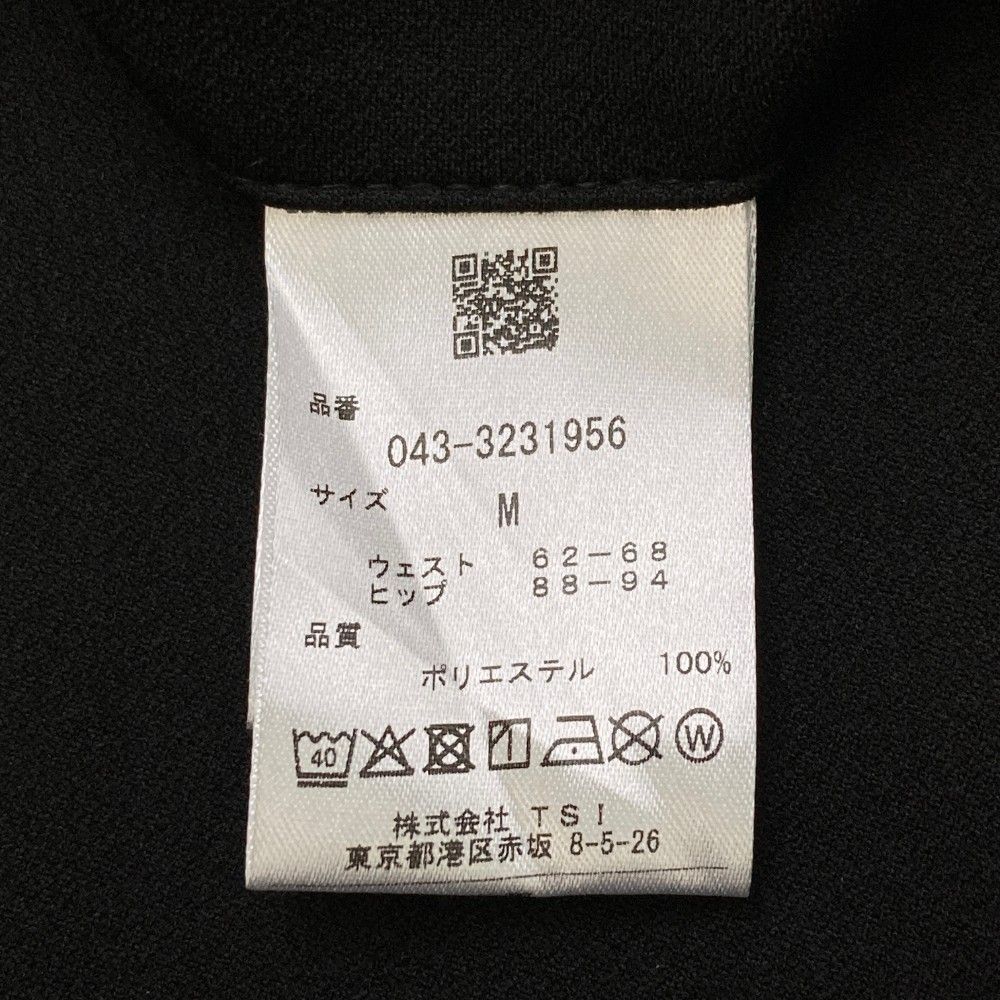 品番
043-3231956
サイズ M
ウェスト 62-68
ヒップ 88-94
品質
ポリエステル 100%
40 W
株式会社 TSI
東京都港区赤坂 8-5-26